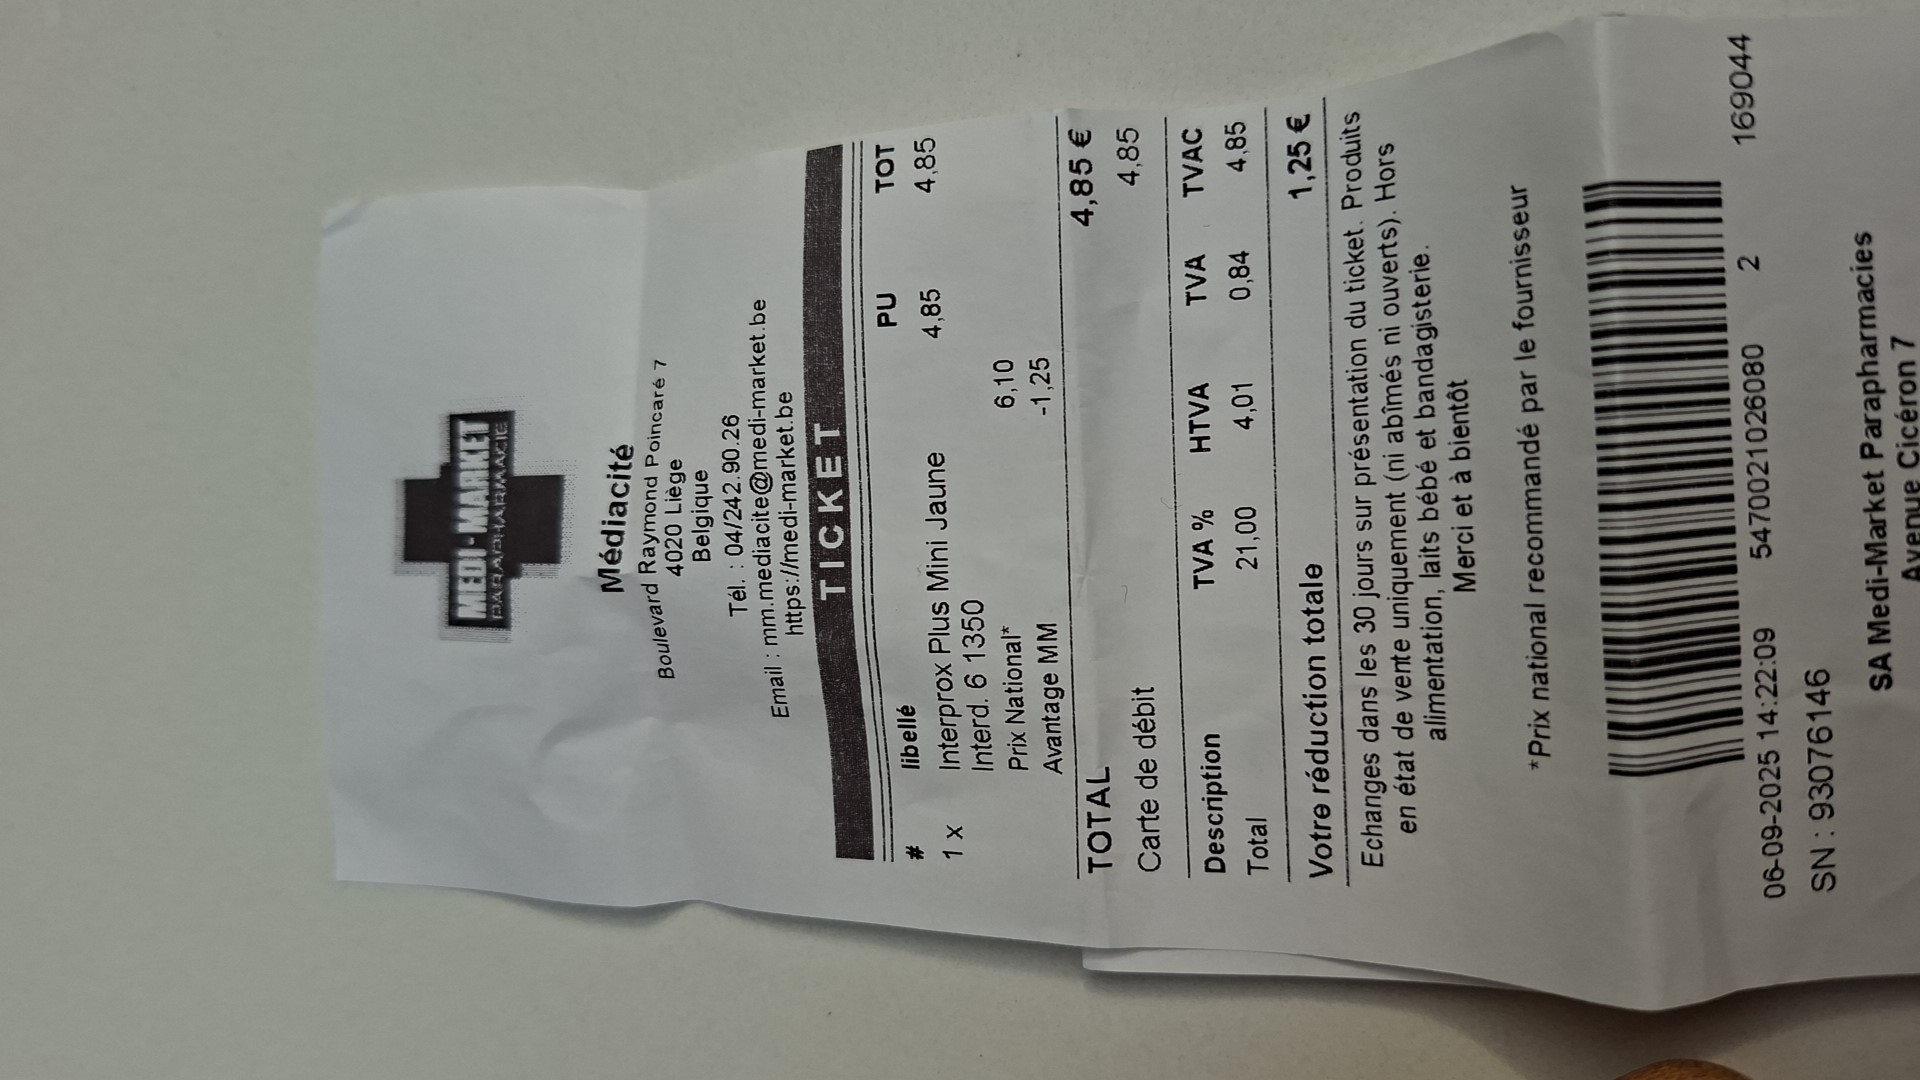 MEDI-MARKET
PARAPHARMACIE
Médiacité
Boulevard Raymond Poincaré 7
4020 Liège
Belgique
Tél. : 04/242.90.26
Email : mm.mediacite@medi-market.be
https://medi-market.be
TICKET
# libellé PU TOT
1 x Interprox Plus Mini Jaune 4,85 4,85
Interd. 6 1350
Prix National* 6,10
Avantage MM -1,25
TOTAL 4,85 €
Carte de débit 4,85
Description TVA % HTVA TVA TVAC
Total 21,00 4,01 0,84 4,85
Votre réduction totale 1,25 €
Echanges dans les 30 jours sur présentation du ticket. Produits
en état de vente uniquement (ni abîmés ni ouverts). Hors
alimentation, laits bébé et bandagisterie.
Merci et à bientôt
*Prix national recommandé par le fournisseur
06-09-2025 14:22:09 5470021026080 2 169044
SN : 93076146
SA Medi-Market Parapharmacies
Avenue Cicéron 7